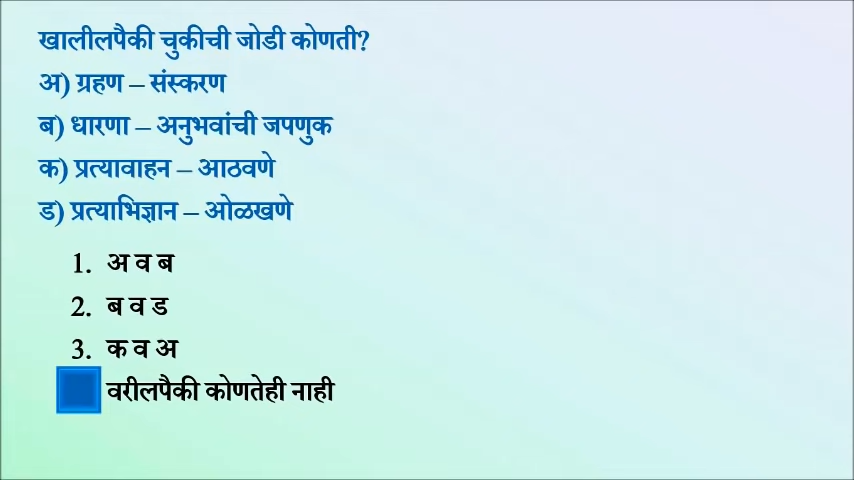 खालीलपैकी चुकीची जोडी कोणती?
अ) ग्रहण – संस्करण
ब) धारणा – अनुभवांची जपणुक
क) प्रत्यावाहन – आठवणे
ड) प्रत्याभिज्ञान – ओळखणे
1. अ व ब
2. ब व ड
3. क व अ
वरीलपैकी कोणतेही नाही